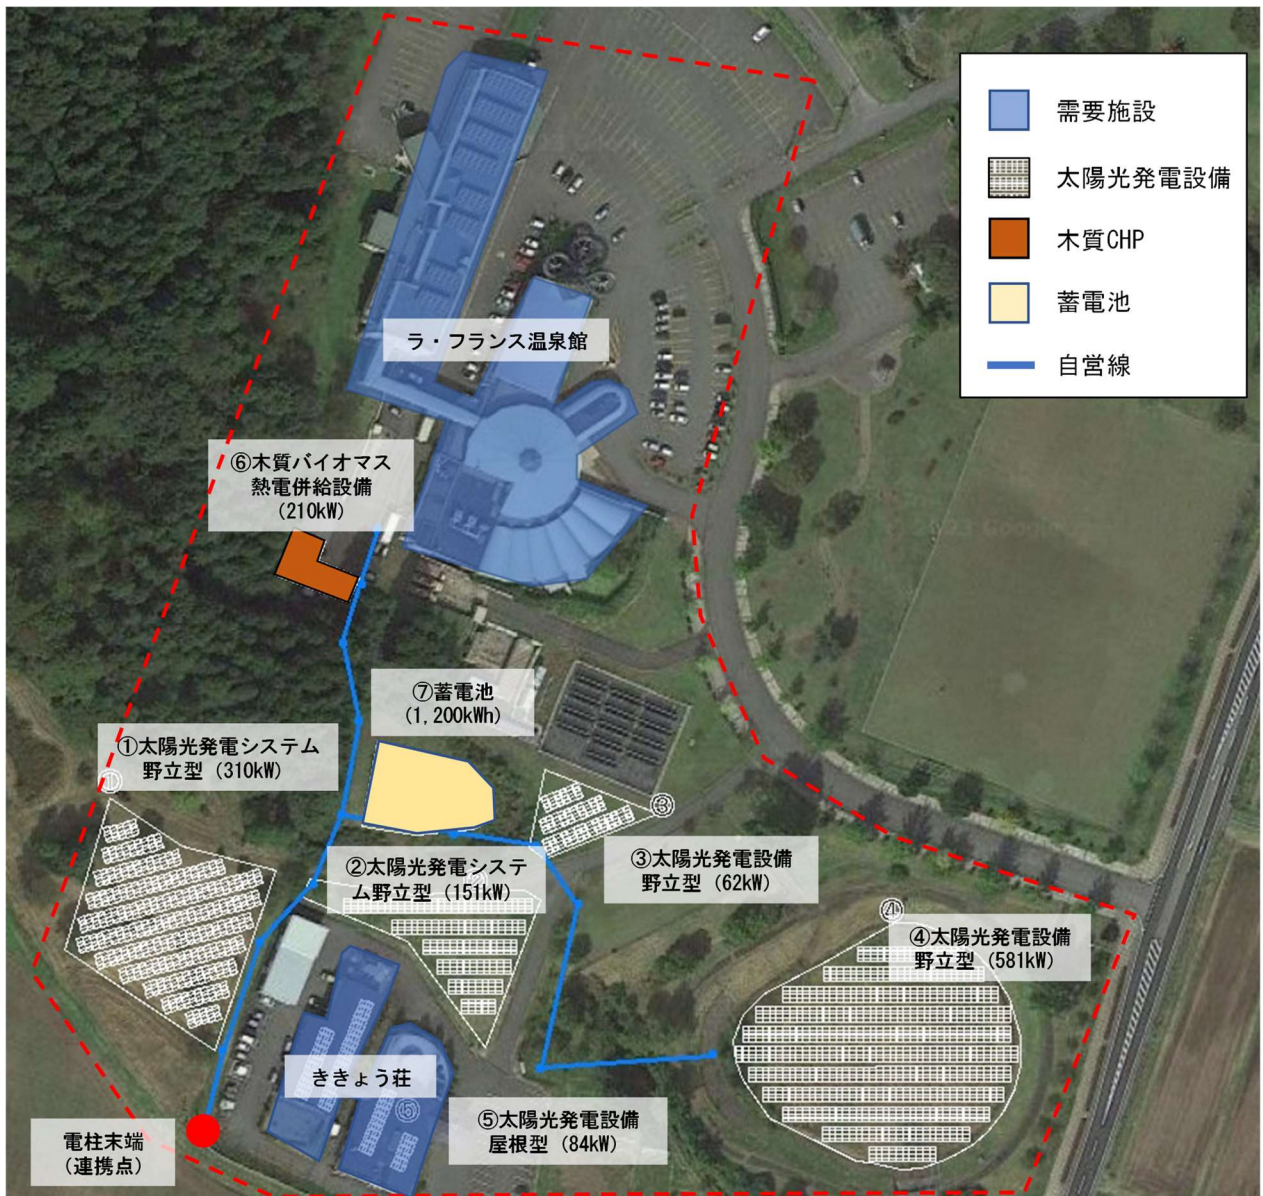 需要施設
太陽光発電設備
木質CHP
蓄電池
自営線
ラ・フランス温泉館
⑥木質バイオマス
熱電併給設備
(210kW)
⑦蓄電池
(1,200kWh)
①太陽光発電システム
野立型 (310kW)
①
③
②太陽光発電システ
ム野立型 (151kW)
③太陽光発電設備
野立型 (62kW)
④
④太陽光発電設備
野立型 (581kW)
ききょう荘
⑤
⑤太陽光発電設備
屋根型 (84kW)
電柱末端
(連携点)